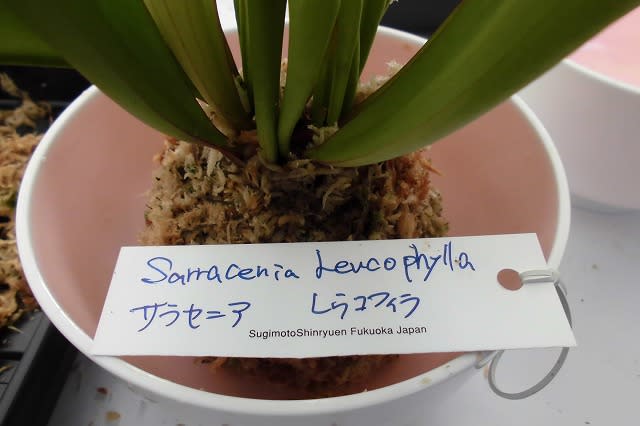 Sarracenia Leucophylla
サラセニア レウコフィラ
SugimotoShinryuen Fukuoka Japan